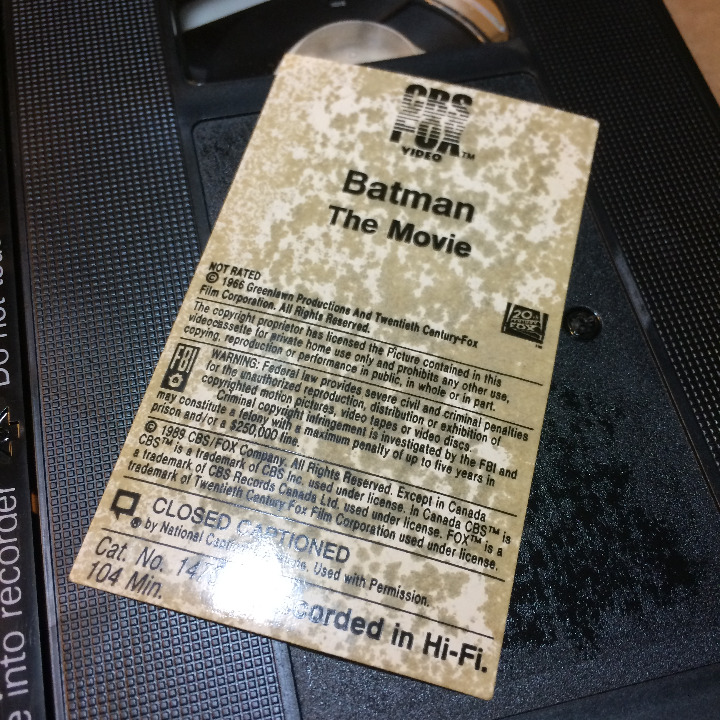 CBS
FOX
VIDEO™
Batman
The Movie
NOT RATED
© 1966 Greenlawn Productions And Twentieth Century-Fox
Film Corporation. All Rights Reserved.
20th
CENTURY
FOX
™
The copyright proprietor has licensed the Picture contained in this
videocassette for private home use only and prohibits any other use,
copying, reproduction or performance in public, in whole or in part.
FBI
WARNING: Federal law provides severe civil and criminal penalties
for the unauthorized reproduction, distribution or exhibition of
copyrighted motion pictures, video tapes or video discs.
Criminal copyright infringement is investigated by the FBI and
may constitute a felony with a maximum penalty of up to five years in
prison and/or a $250,000 fine.
© 1989 CBS/FOX Company. All Rights Reserved. Except in Canada
CBS™ is a trademark of CBS Inc. used under license. In Canada CBS™ is
a trademark of CBS Records Canada Ltd. used under license. FOX™ is a
trademark of Twentieth Century Fox Film Corporation used under license.
CLOSED CAPTIONED
® by National Used with Permission.
Cat. No.
104 Min. in Hi-Fi.
into recorder
Do not